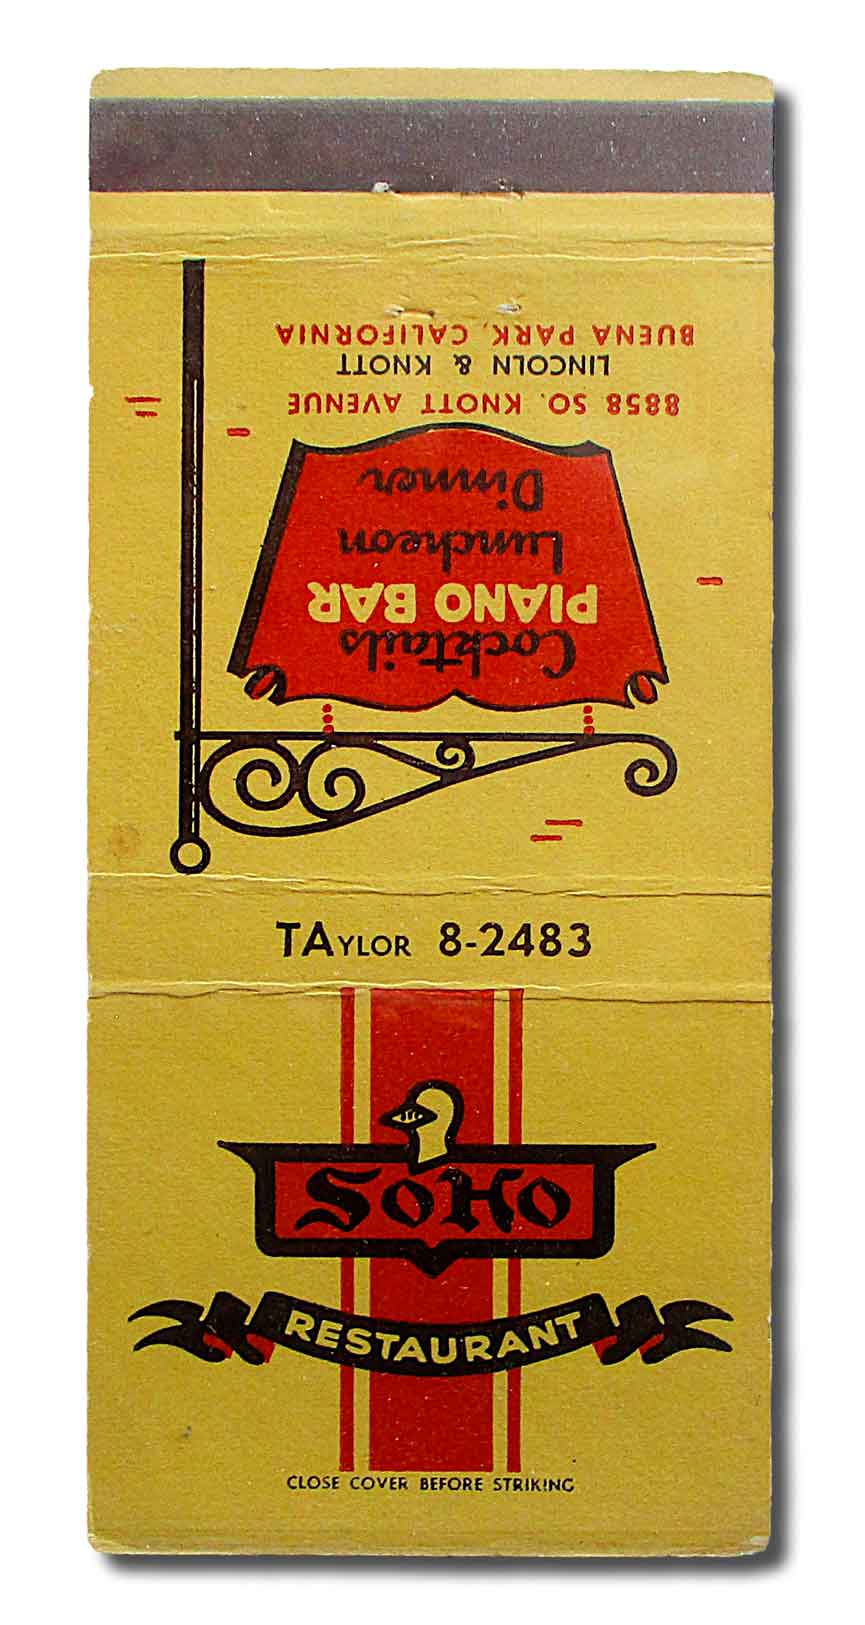 Cocktails
PIANO BAR
Luncheon
Dinner
8858 SO. KNOTT AVENUE
LINCOLN & KNOTT
BUENA PARK, CALIFORNIA
TAYLOR 8-2483
SOHO
RESTAURANT
CLOSE COVER BEFORE STRIKING